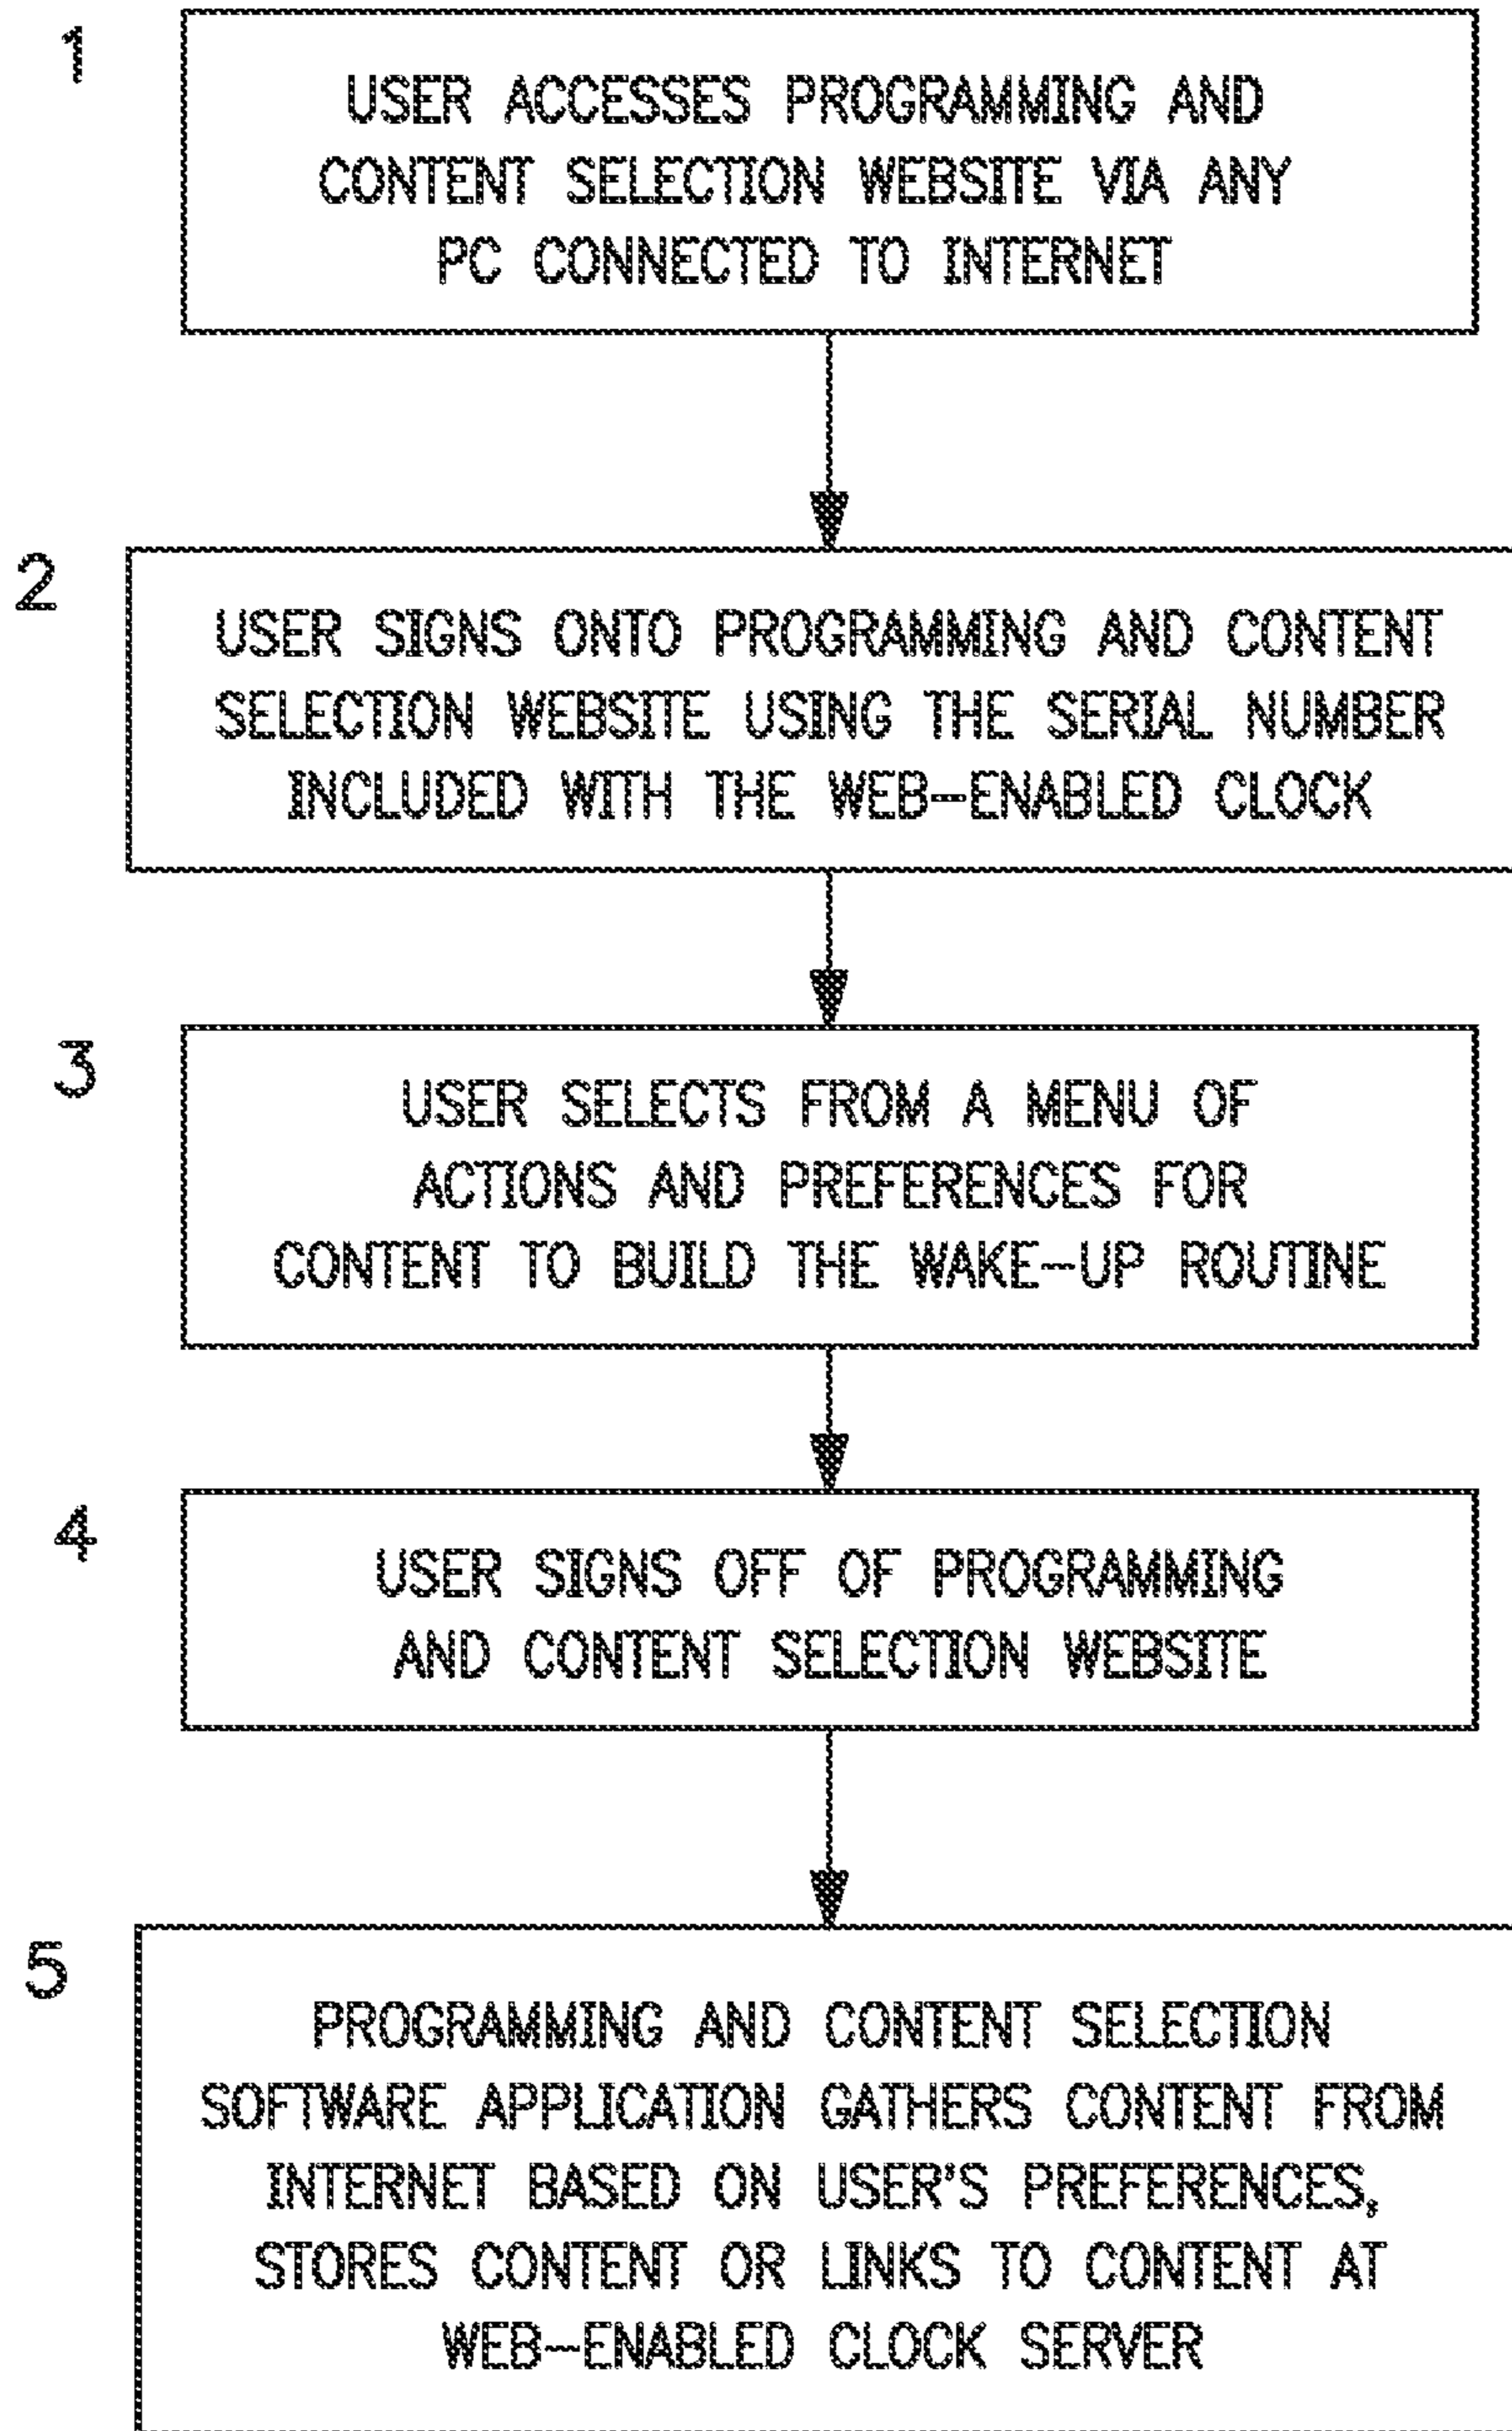 1
USER ACCESSES PROGRAMMING AND
CONTENT SELECTION WEBSITE VIA ANY
PC CONNECTED TO INTERNET
2
USER SIGNS ONTO PROGRAMMING AND CONTENT
SELECTION WEBSITE USING THE SERIAL NUMBER
INCLUDED WITH THE WEB-ENABLED CLOCK
3
USER SELECTS FROM A MENU OF
ACTIONS AND PREFERENCES FOR
CONTENT TO BUILD THE WAKE-UP ROUTINE
4
USER SIGNS OFF OF PROGRAMMING
AND CONTENT SELECTION WEBSITE
5
PROGRAMMING AND CONTENT SELECTION
SOFTWARE APPLICATION GATHERS CONTENT FROM
INTERNET BASED ON USER'S PREFERENCES,
STORES CONTENT OR LINKS TO CONTENT AT
WEB-ENABLED CLOCK SERVER